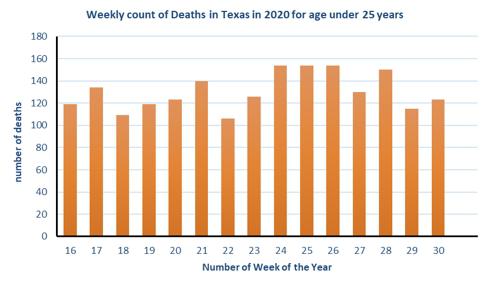 Weekly count of Deaths in Texas in 2020 for age under 25 years
number of deaths
180
160
140
120
100
80
60
40
20
0
16 17 18 19 20 21 22 23 24 25 26 27 28 29 30
Number of Week of the Year